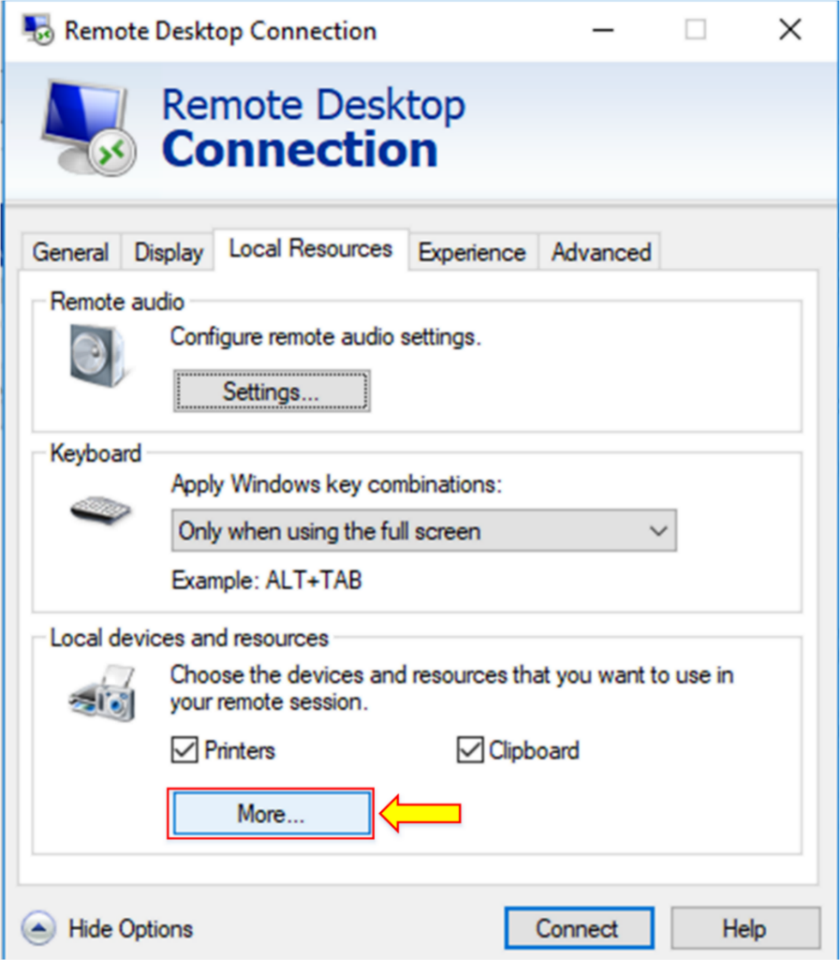 Remote Desktop Connection
Remote Desktop
Connection
General Display Local Resources Experience Advanced
Remote audio
Configure remote audio settings.
Settings...
Keyboard
Apply Windows key combinations:
Only when using the full screen
Example: ALT+TAB
Local devices and resources
Choose the devices and resources that you want to use in
your remote session.
Printers Clipboard
More...
Hide Options Connect Help